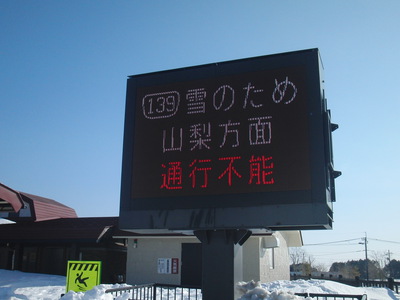 139 雪のため
山梨方面
通行不能